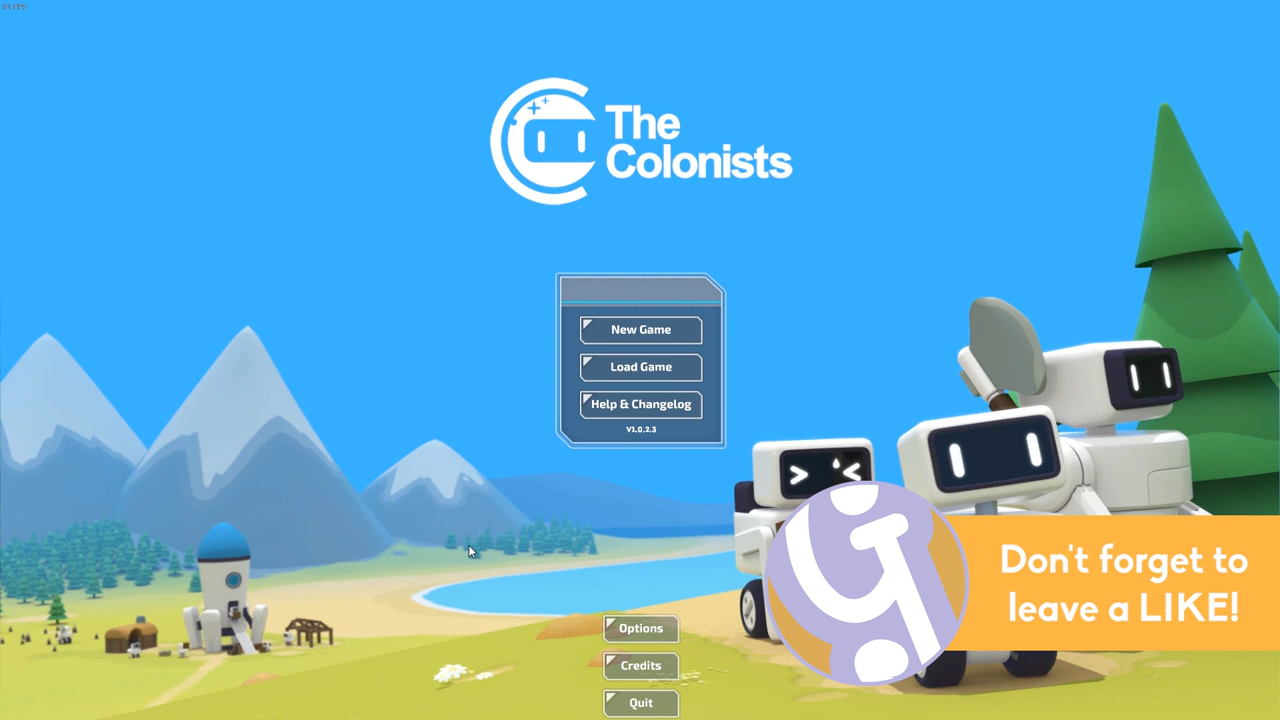 The
Colonists
New Game
Load Game
Help & Changelog
V1.0.2.3
Don't forget to
leave a LIKE!
Options
Credits
Quit